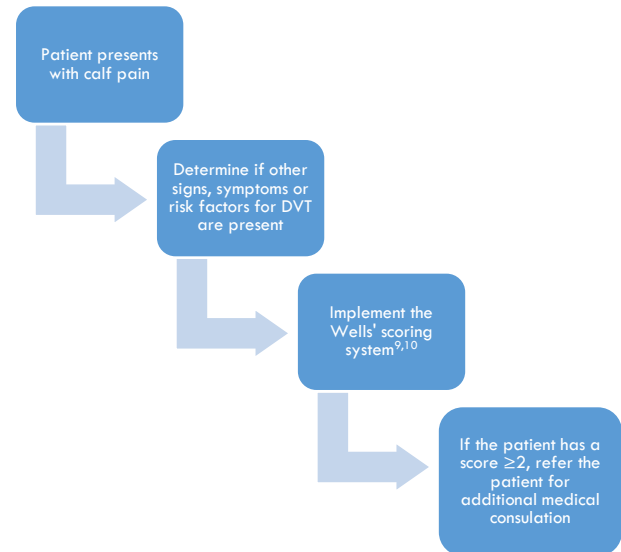 Patient presents
with calf pain
Determine if other
signs, symptoms or
risk factors for DVT
are present
Implement the
Wells' scoring
system9,10
If the patient has a
score ≥2, refer the
patient for
additional medical
consulation